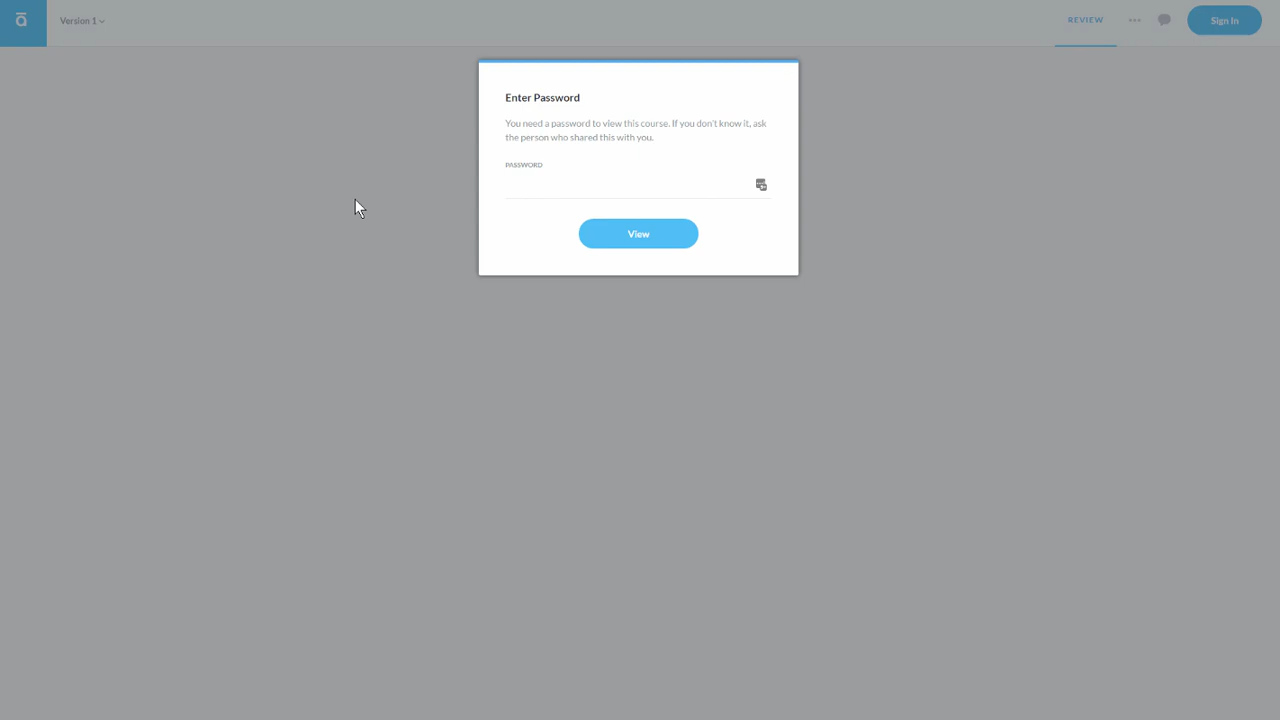 Version 1
REVIEW
Sign In
Enter Password
You need a password to view this course. If you don't know it, ask
the person who shared this with you.
PASSWORD
View